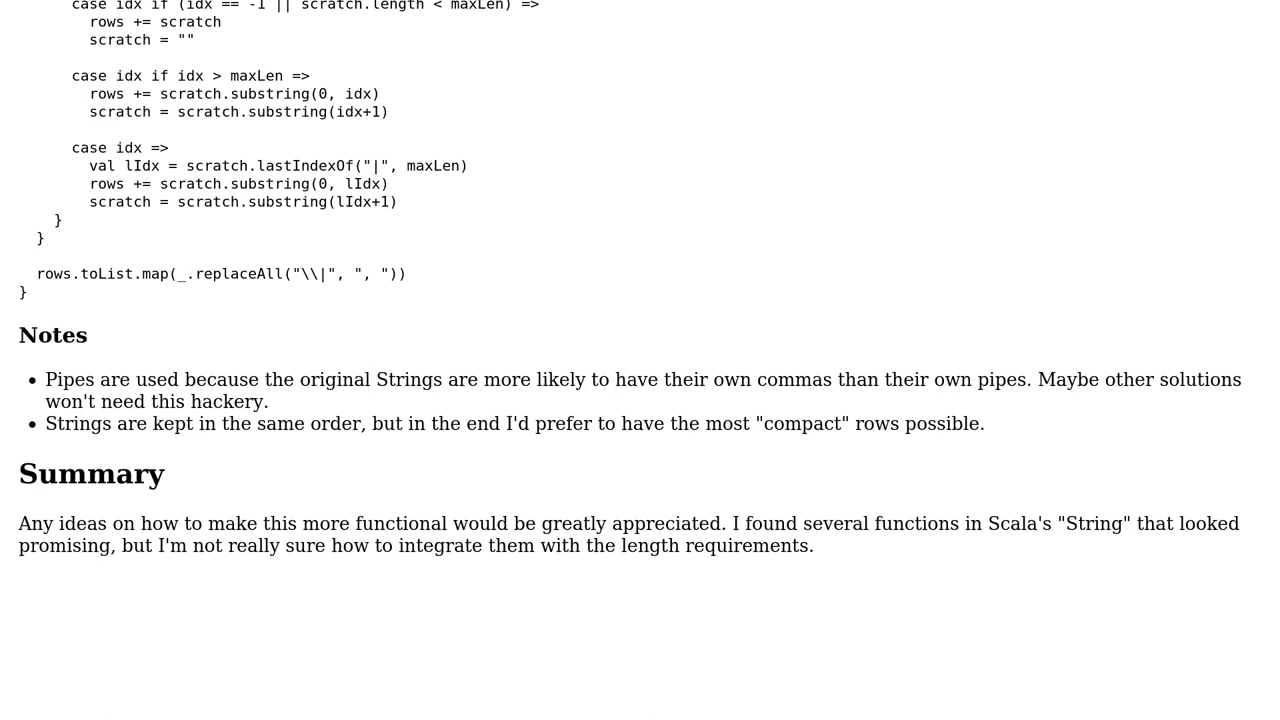 case idx if (idx == -1 || scratch.length < maxLen) =>
rows += scratch
scratch = ""
case idx if idx > maxLen =>
rows += scratch.substring(0, idx)
scratch = scratch.substring(idx+1)
case idx =>
val lIdx = scratch.lastIndexOf("|", maxLen)
rows += scratch.substring(0, lIdx)
scratch = scratch.substring(lIdx+1)
}
}
rows.toList.map(_.replaceAll("\\|", ", "))
}
Notes
• Pipes are used because the original Strings are more likely to have their own commas than their own pipes. Maybe other solutions
won't need this hackery.
• Strings are kept in the same order, but in the end I'd prefer to have the most "compact" rows possible.
Summary
Any ideas on how to make this more functional would be greatly appreciated. I found several functions in Scala's "String" that looked
promising, but I'm not really sure how to integrate them with the length requirements.